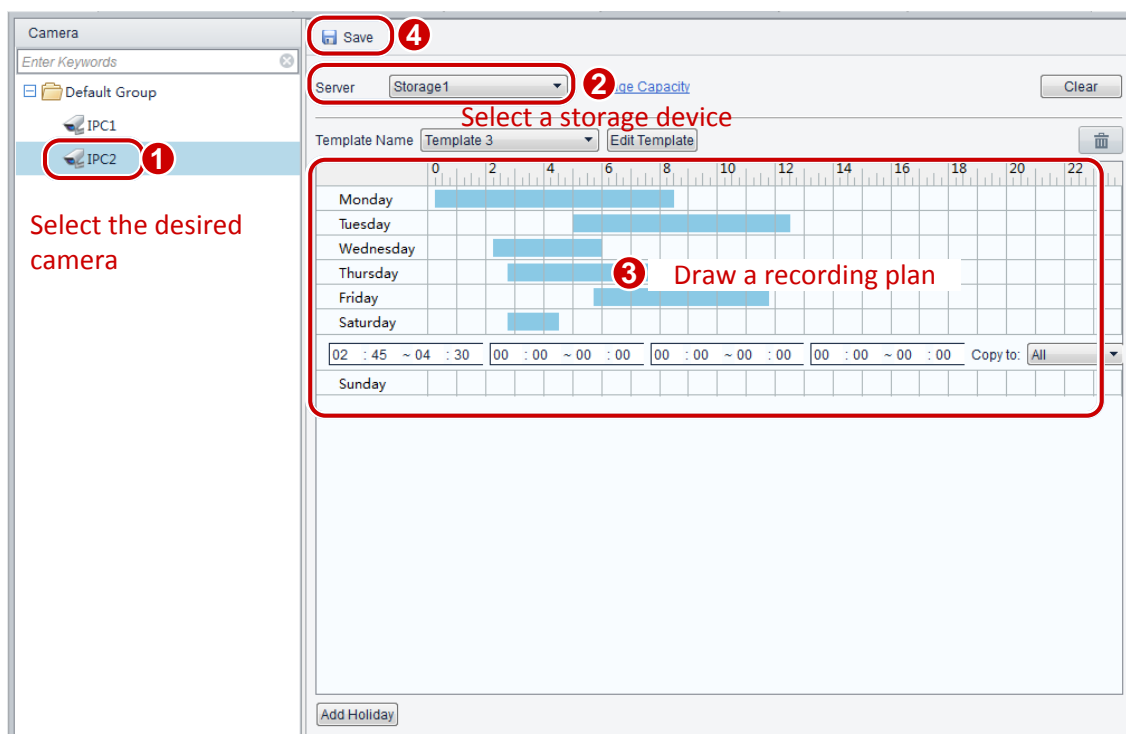 Camera
Enter Keywords
Default Group
IPC1
IPC2
1
Select the desired
camera
Save
4
Server Storage1 2 Capacity Clear
Select a storage device
Template Name Template 3 Edit Template
0 2 4 6 8 10 12 14 16 18 20 22
Monday
Tuesday
Wednesday
Thursday
3 Draw a recording plan
Friday
Saturday
02 : 45 ~ 04 : 30 00 : 00 ~ 00 : 00 00 : 00 ~ 00 : 00 00 : 00 ~ 00 : 00 Copy to: All
Sunday
Add Holiday